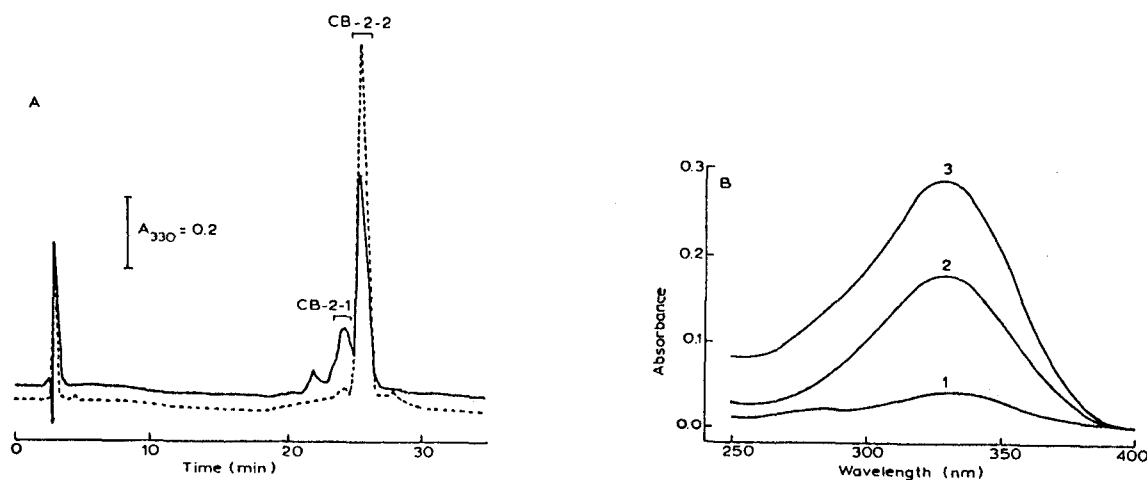 CB-2-2
A
A330 = 0.2
CB-2-1
0 10 20 30
Time (min)
0.3
B
3
0.2
2
Absorbance
0.1
1
0.0
250 300 350 400
Wavelength (nm)